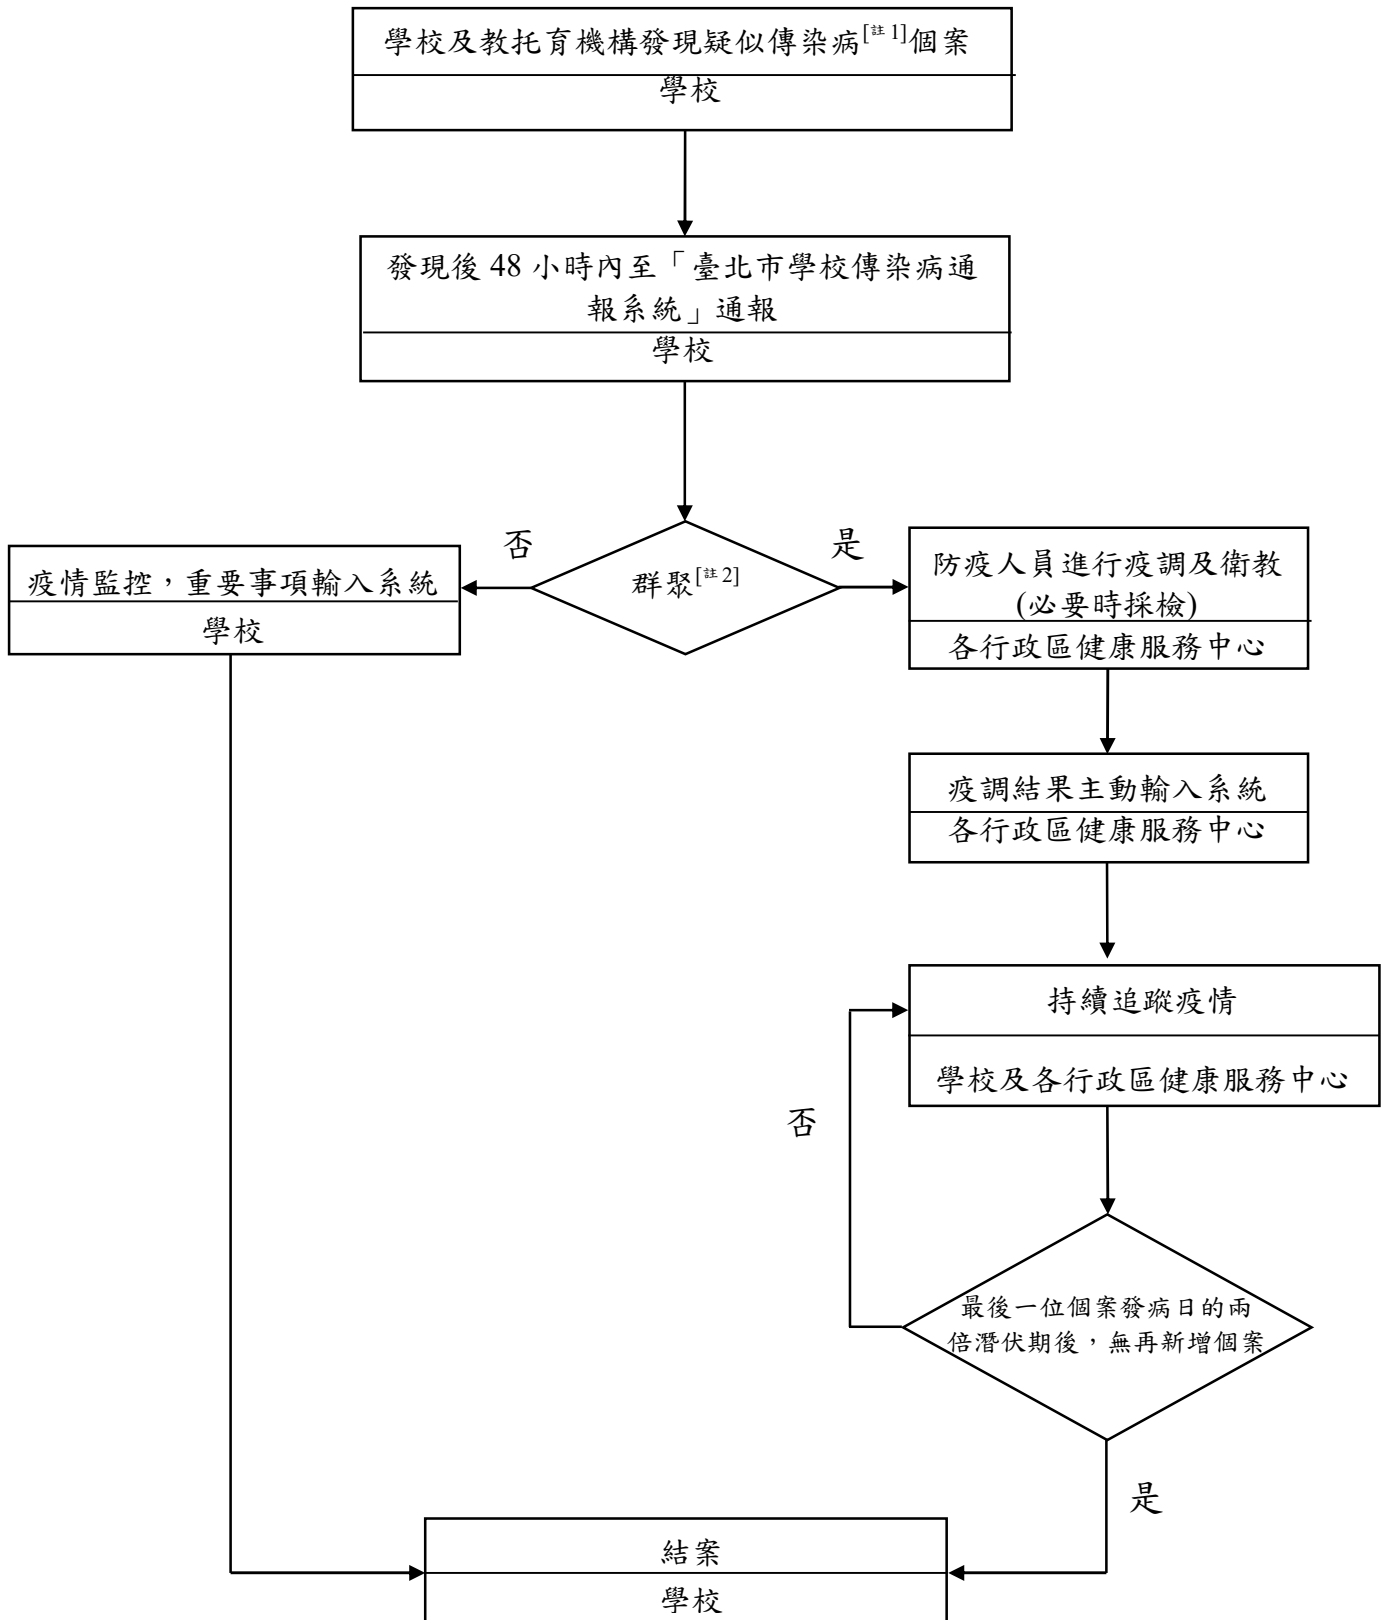 學校及教托育機構發現疑似傳染病[註 1]個案
學校
發現後 48 小時內至「臺北市學校傳染病通
報系統」通報
學校
群聚[註 2]
否
是
疫情監控，重要事項輸入系統
學校
防疫人員進行疫調及衛教
(必要時採檢)
各行政區健康服務中心
疫調結果主動輸入系統
各行政區健康服務中心
持續追蹤疫情
學校及各行政區健康服務中心
否
最後一位個案發病日的兩
倍潛伏期後，無再新增個案
是
結案
學校